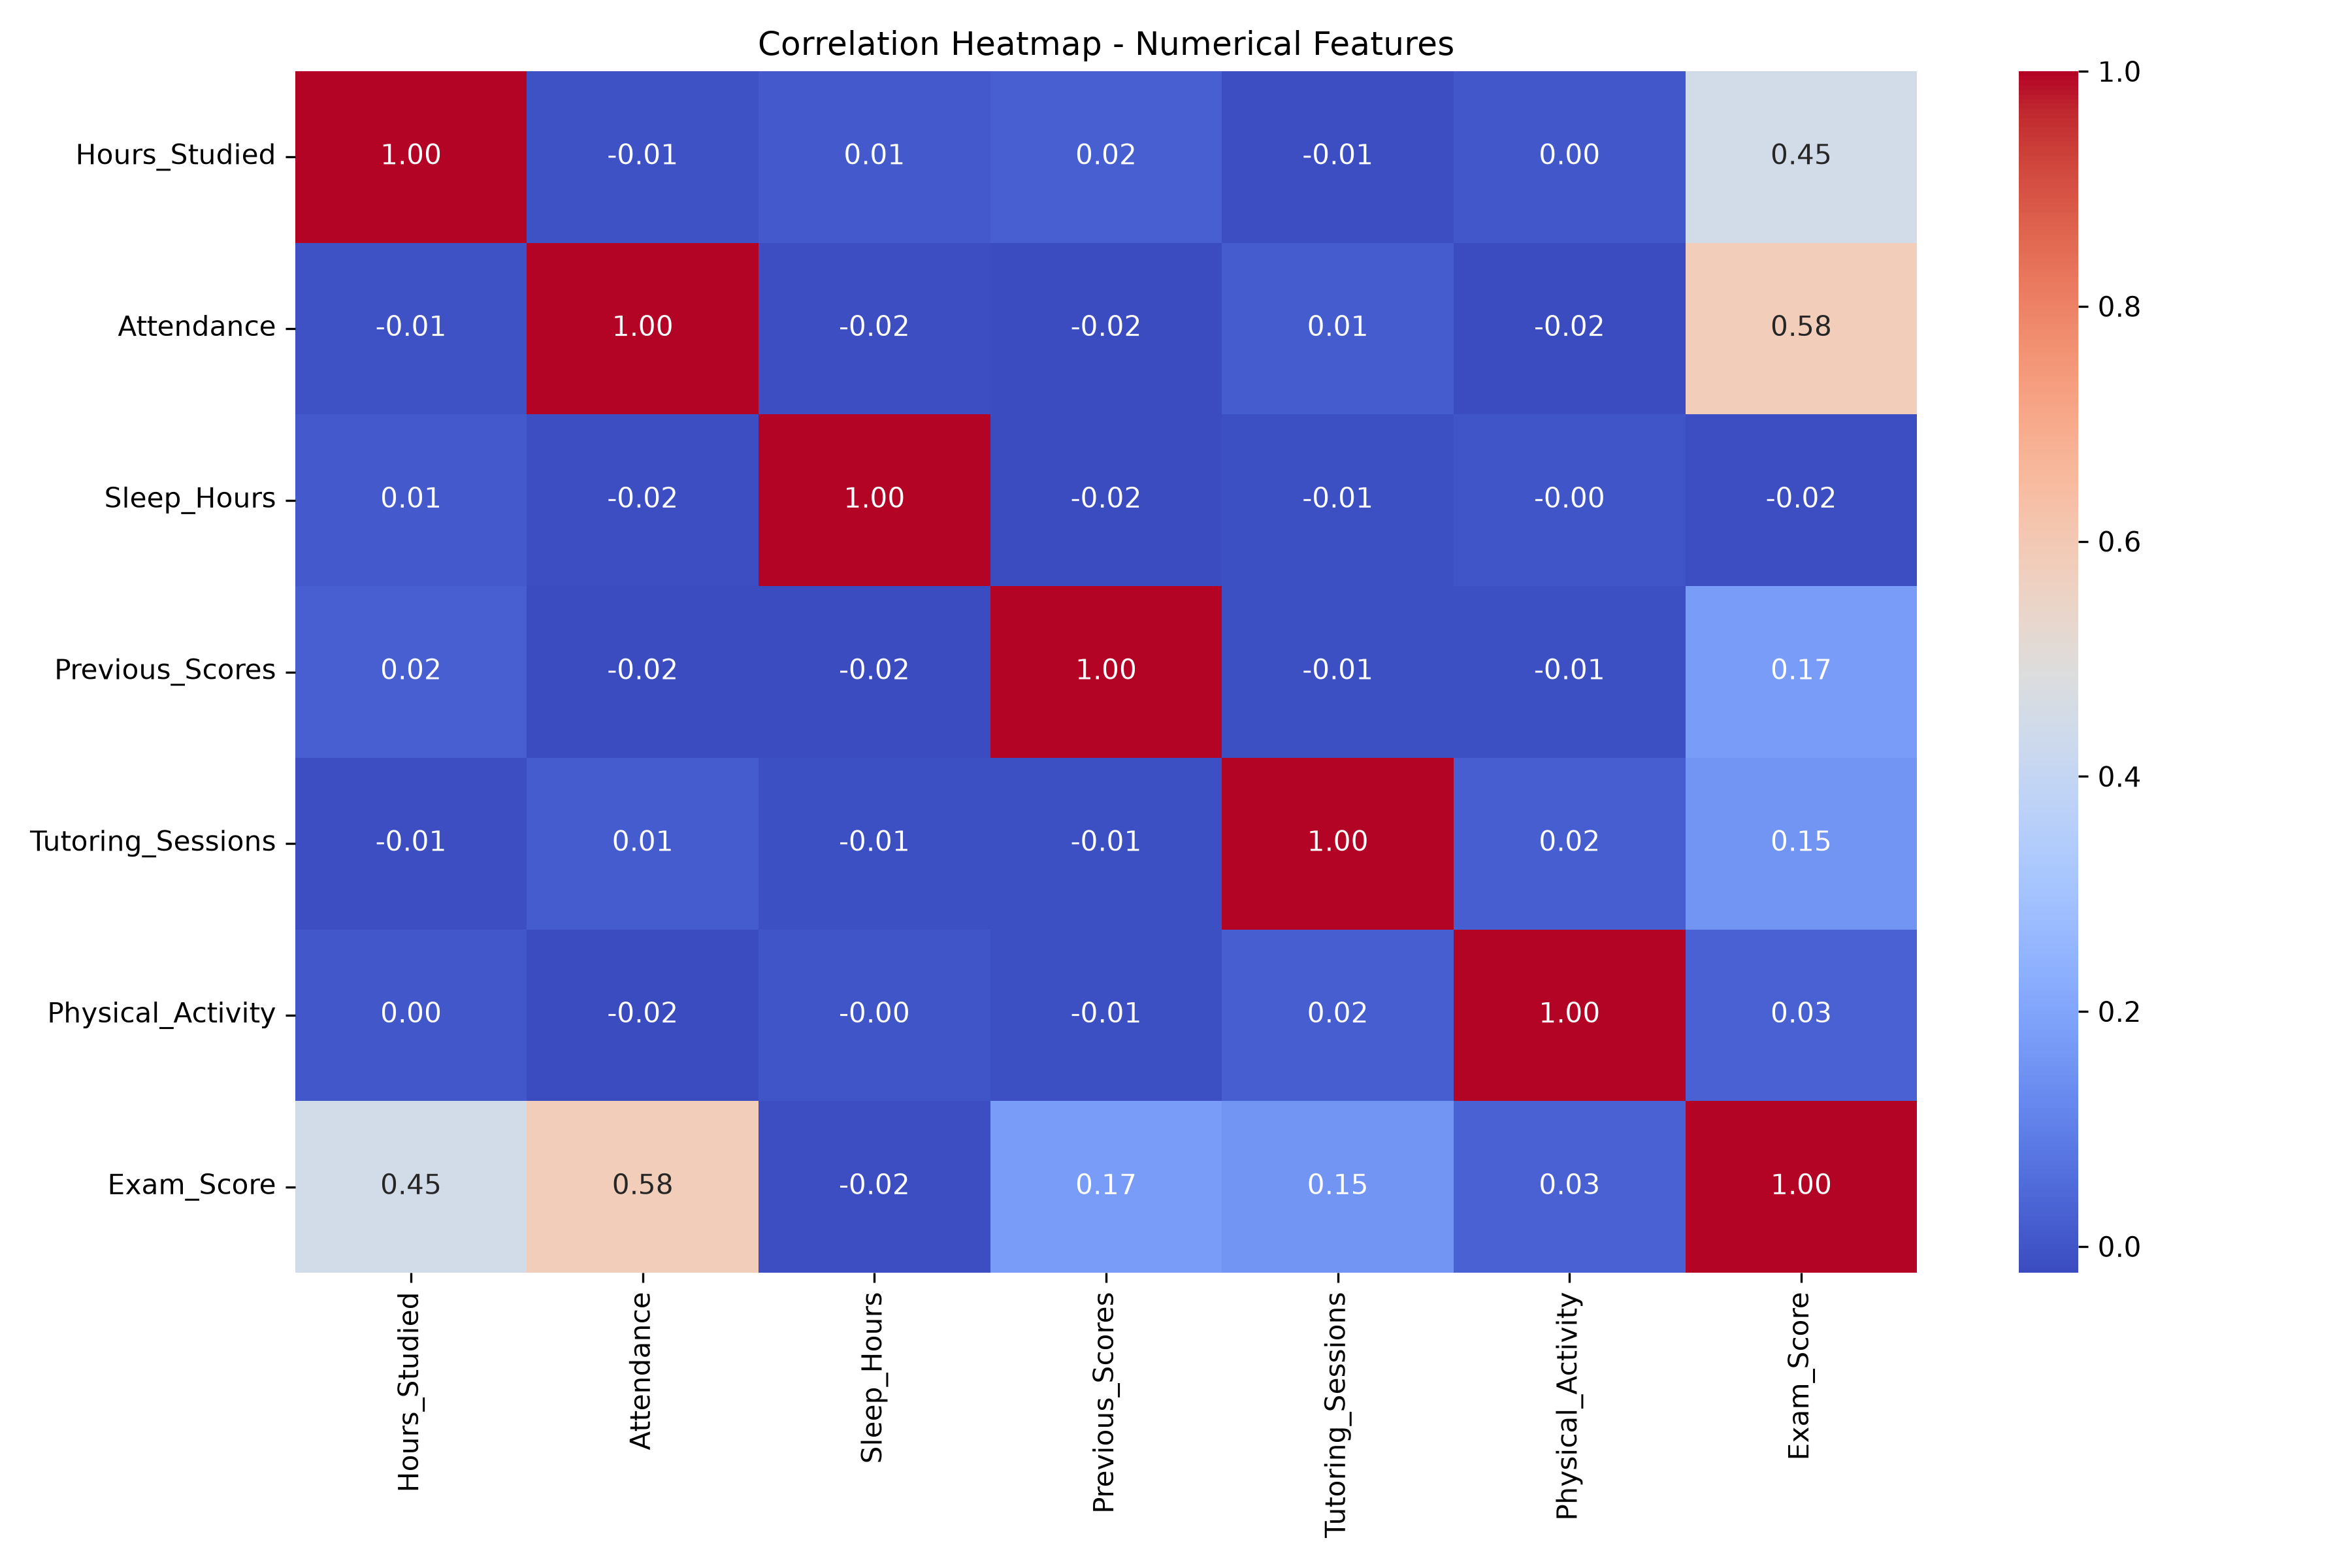 Correlation Heatmap - Numerical Features
Hours_Studied 1.00 -0.01 0.01 0.02 -0.01 0.00 0.45
Attendance -0.01 1.00 -0.02 -0.02 0.01 -0.02 0.58
Sleep_Hours 0.01 -0.02 1.00 -0.02 -0.01 -0.00 -0.02
Previous_Scores 0.02 -0.02 -0.02 1.00 -0.01 -0.01 0.17
Tutoring_Sessions -0.01 0.01 -0.01 -0.01 1.00 0.02 0.15
Physical_Activity 0.00 -0.02 -0.00 -0.01 0.02 1.00 0.03
Exam_Score 0.45 0.58 -0.02 0.17 0.15 0.03 1.00
Hours_Studied
Attendance
Sleep_Hours
Previous_Scores
Tutoring_Sessions
Physical_Activity
Exam_Score
1.0
0.8
0.6
0.4
0.2
0.0